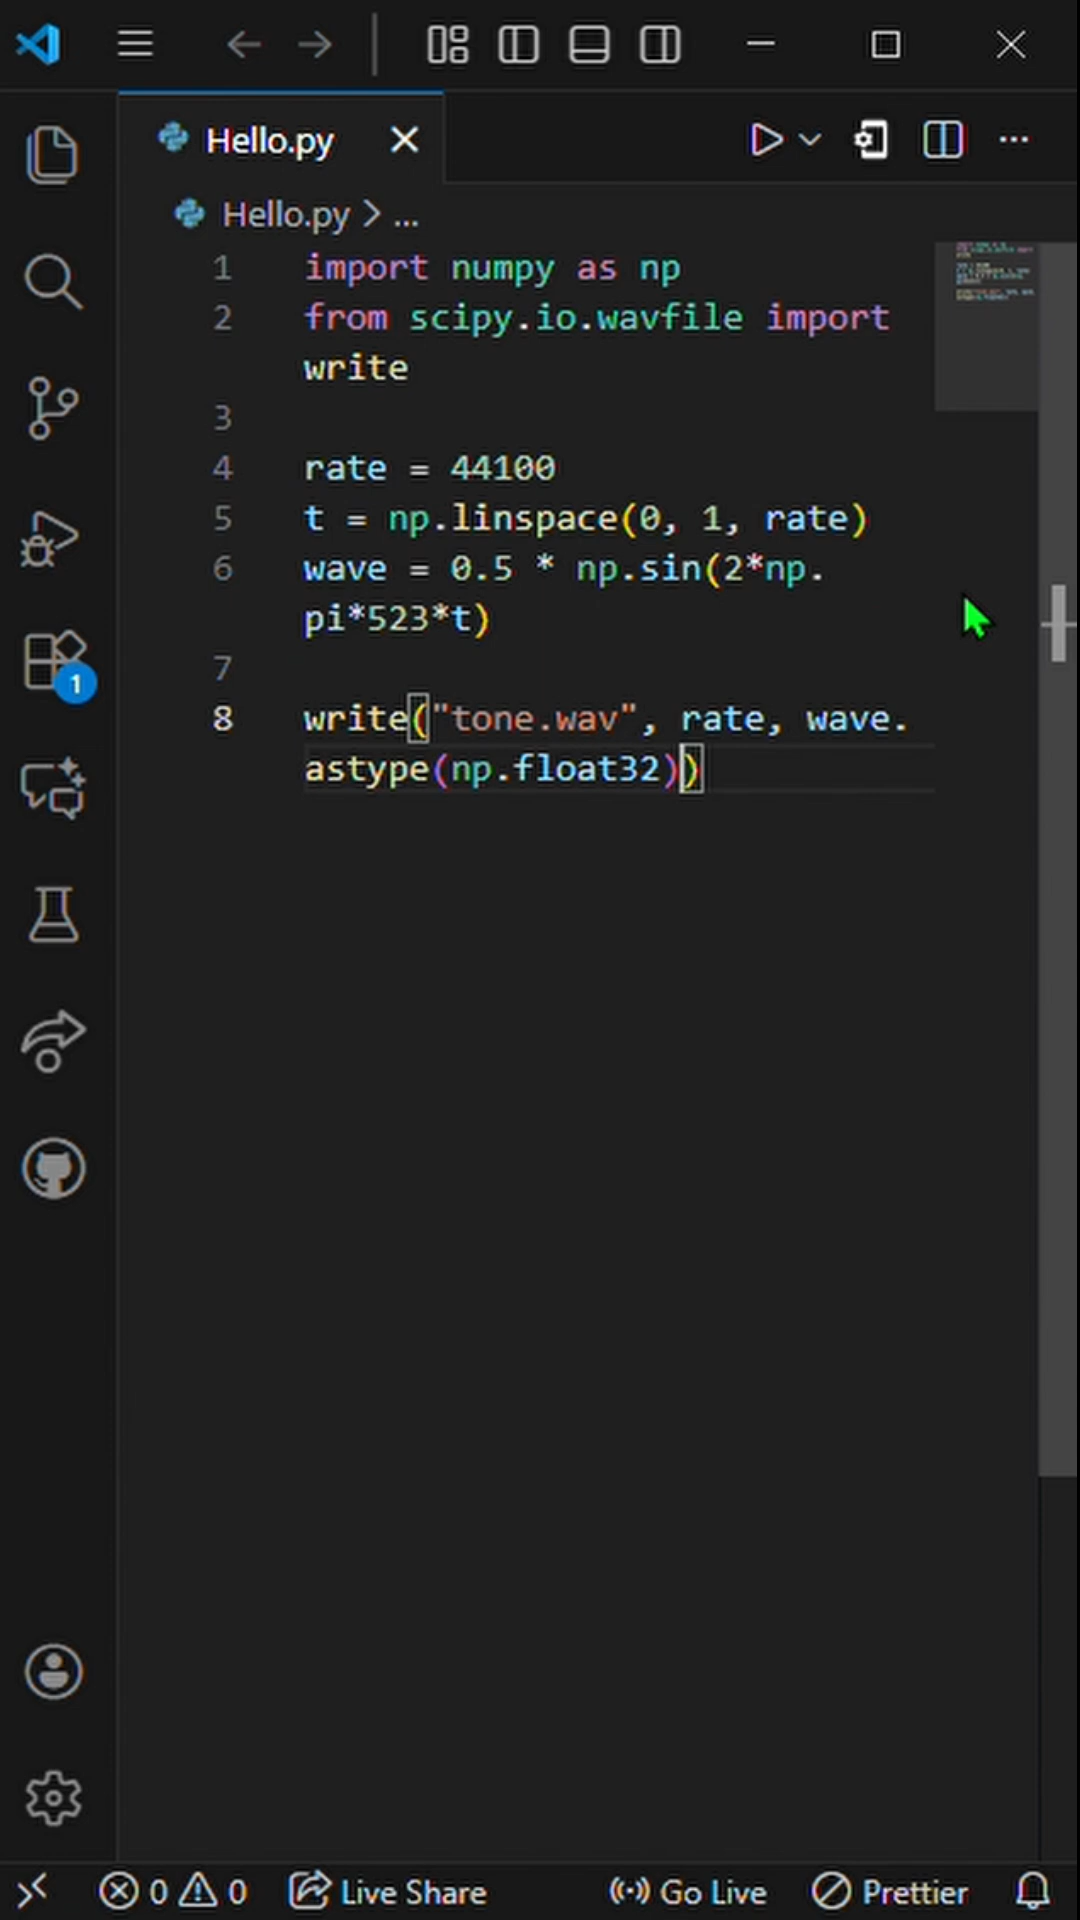 Hello.py
Hello.py > ...
1 import numpy as np
2 from scipy.io.wavfile import
write
3
4 rate = 44100
5 t = np.linspace(0, 1, rate)
6 wave = 0.5 * np.sin(2*np.
pi*523*t)
7
8 write("tone.wav", rate, wave.
astype(np.float32))
1
0 0 Live Share Go Live Prettier